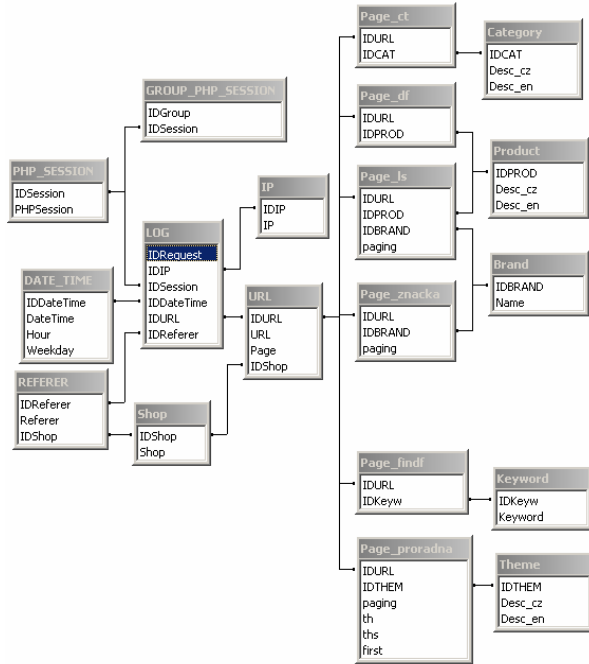 GROUP_PHP_SESSION
IDGroup
IDSession
PHP_SESSION
IDSession
PHPSession
IP
IDIP
IP
LOG
IDRequest
IDIP
IDSession
IDDateTime
IDURL
IDReferer
DATE_TIME
IDDateTime
DateTime
Hour
Weekday
URL
IDURL
URL
Page
IDShop
REFERER
IDReferer
Referer
IDShop
Shop
IDShop
Shop
Page_ct
IDURL
IDCAT
Category
IDCAT
Desc_cz
Desc_en
Page_df
IDURL
IDPROD
Product
IDPROD
Desc_cz
Desc_en
Page_ls
IDURL
IDPROD
IDBRAND
paging
Brand
IDBRAND
Name
Page_znacka
IDURL
IDBRAND
paging
Page_findf
IDURL
IDKeyw
Keyword
IDKeyw
Keyword
Page_proradna
IDURL
IDTHEM
paging
th
ths
first
Theme
IDTHEM
Desc_cz
Desc_en